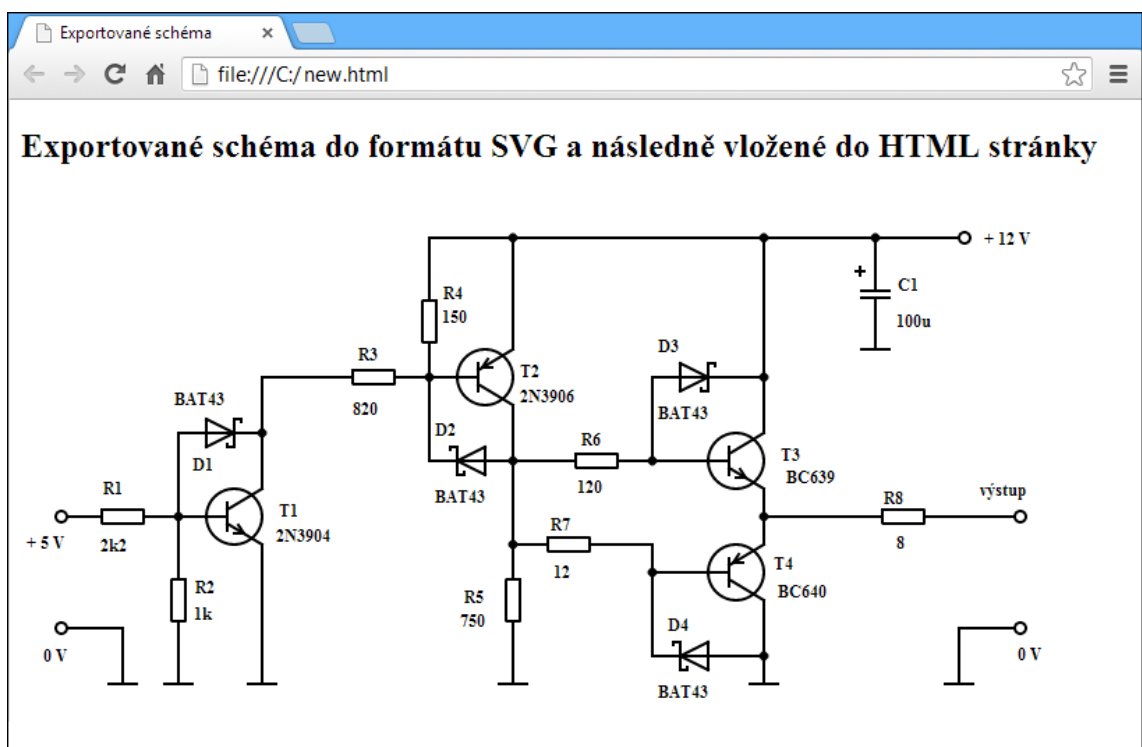 Exportované schéma
file:///C:/new.html
Exportované schéma do formátu SVG a následně vložené do HTML stránky
+ 12 V
C1
100u
R4
150
R3
820
T2
2N3906
D3
BAT43
BAT43
D1
D2
BAT43
R6
120
T3
BC639
R1
2k2
+ 5 V
T1
2N3904
R7
12
výstup
R8
8
R2
1k
R5
750
T4
BC640
D4
BAT43
0 V
0 V